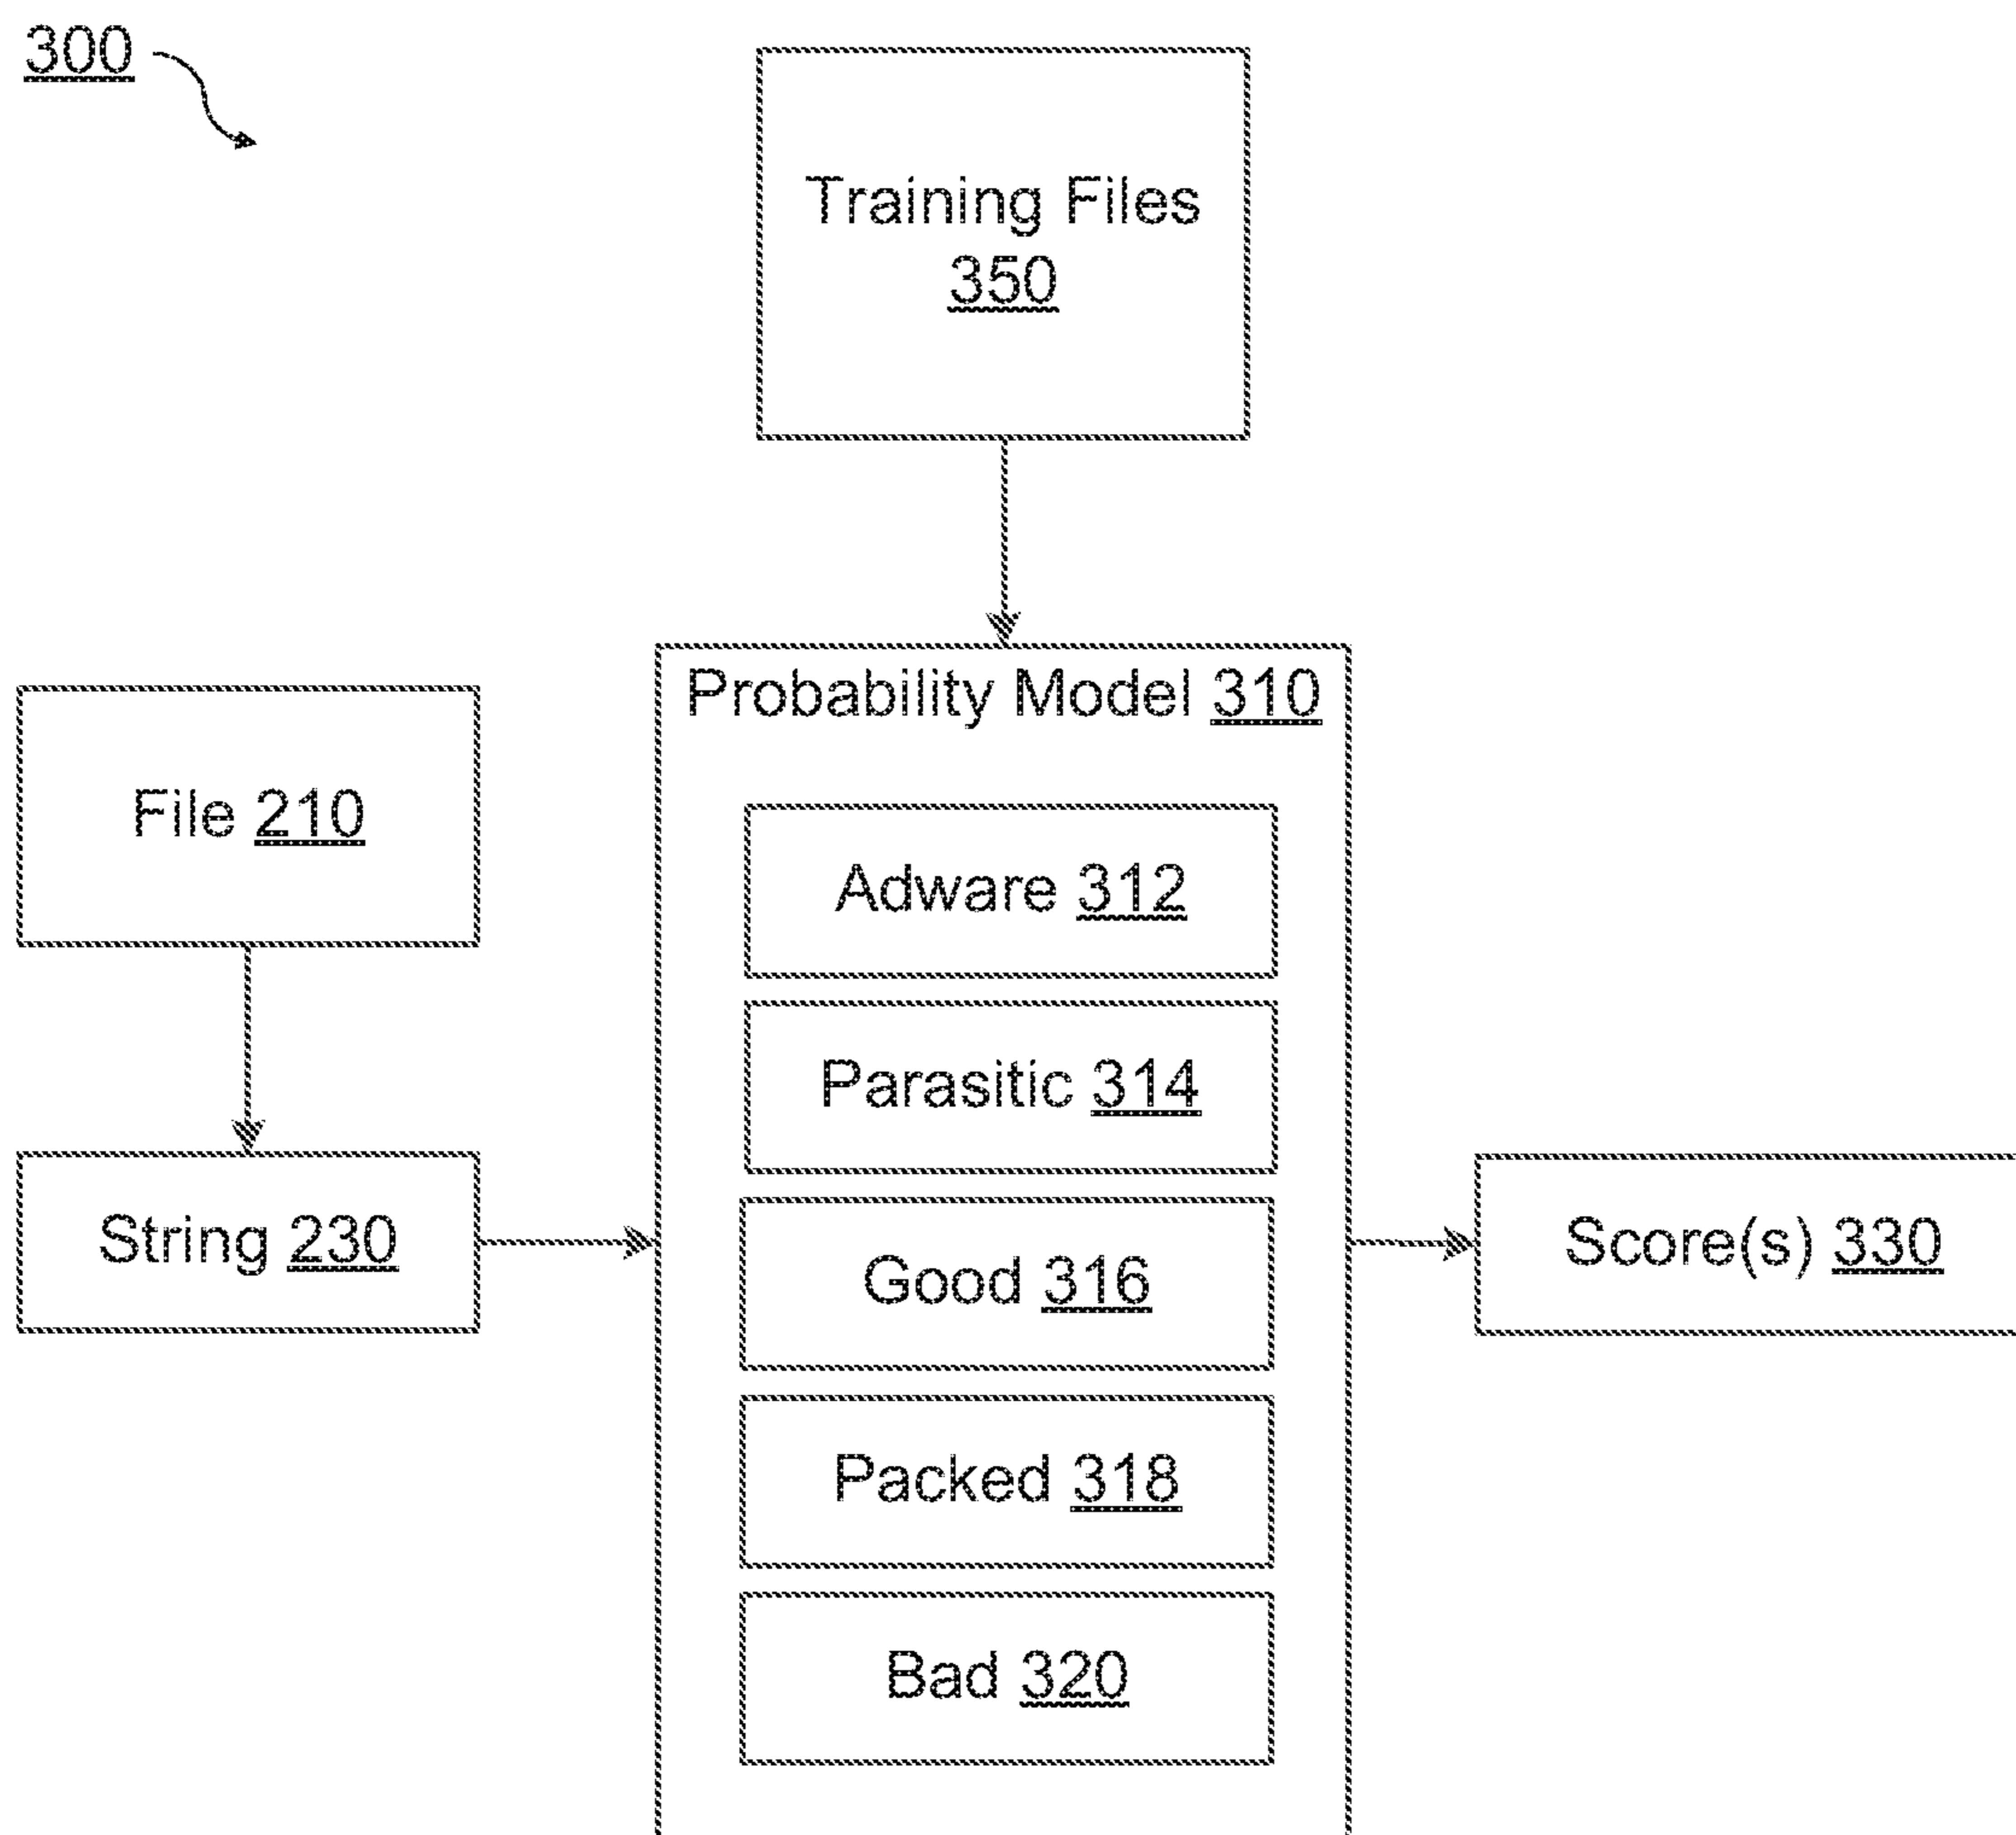 300
Training Files
350
Probability Model 310
File 210
Adware 312
Parasitic 314
String 230
Good 316
Score(s) 330
Packed 318
Bad 320